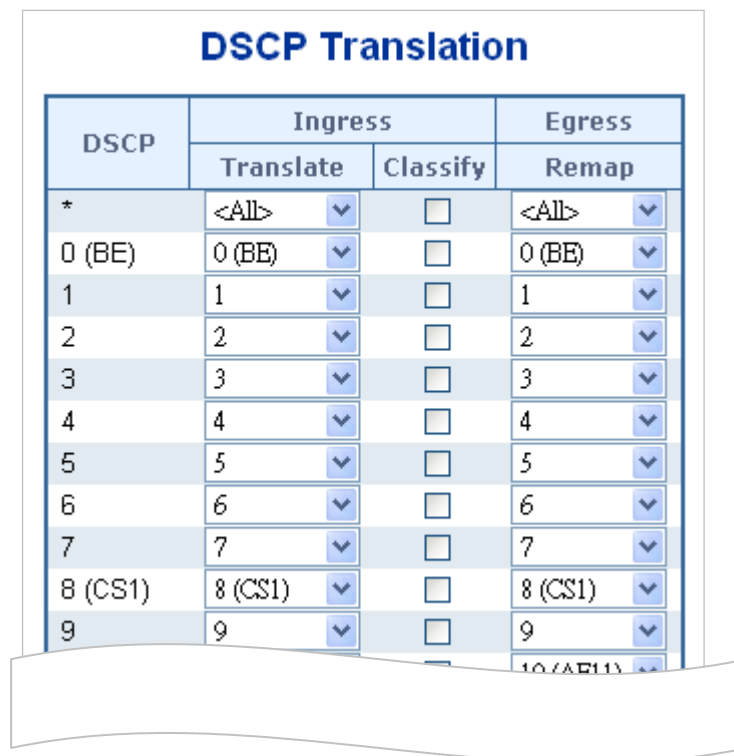 DSCP Translation
DSCP Ingress Egress
Translate Classify Remap
* <All> <All>
0 (BE) 0 (BE) 0 (BE)
1 1 1
2 2 2
3 3 3
4 4 4
5 5 5
6 6 6
7 7 7
8 (CS1) 8 (CS1) 8 (CS1)
9 9 9
10 (AF11)